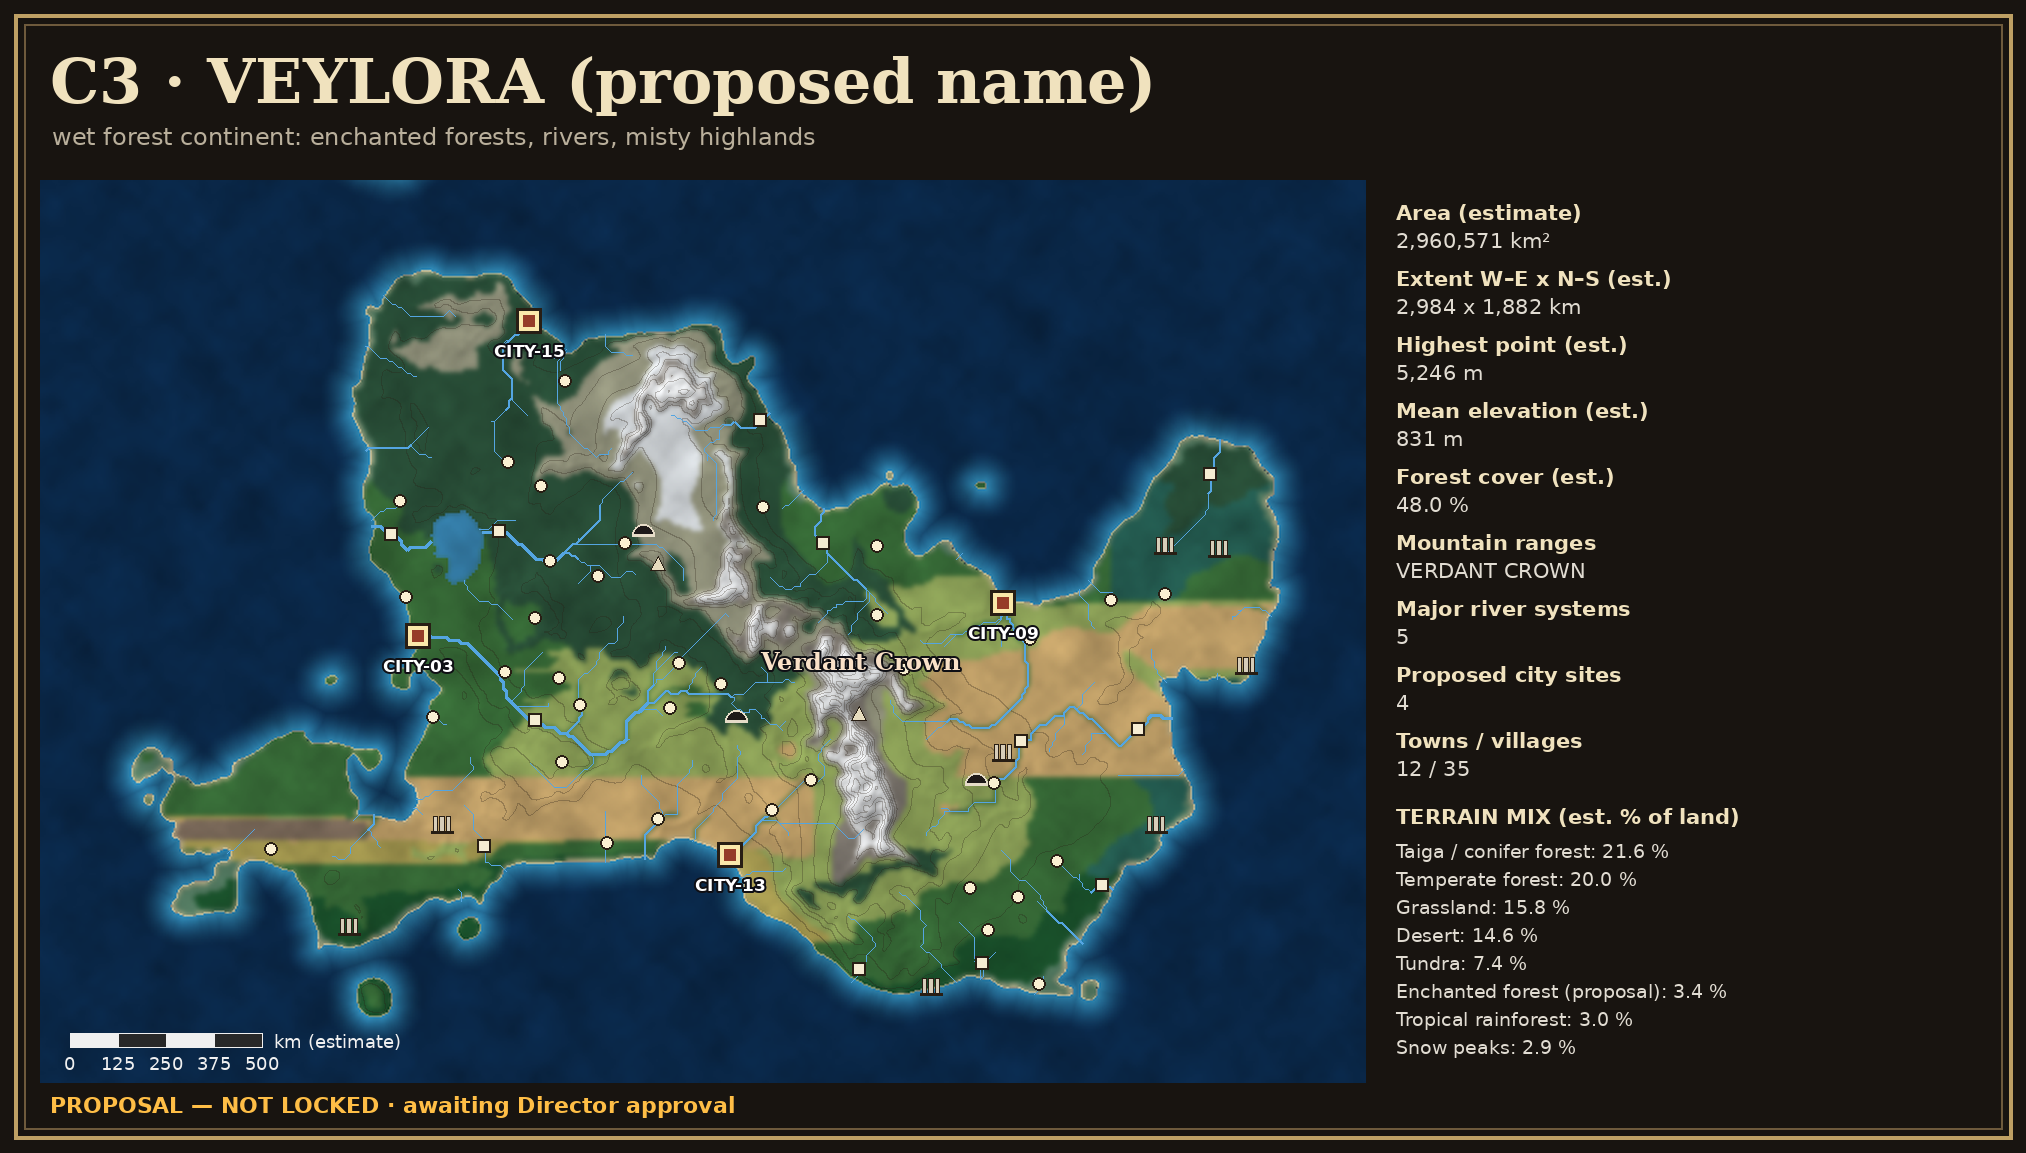 C3 · VEYLORA (proposed name)
wet forest continent: enchanted forests, rivers, misty highlands
CITY-15
CITY-09
Verdant Crown
CITY-03
CITY-13
km (estimate)
0 125 250 375 500
Area (estimate)
2,960,571 km²
Extent W–E x N–S (est.)
2,984 x 1,882 km
Highest point (est.)
5,246 m
Mean elevation (est.)
831 m
Forest cover (est.)
48.0 %
Mountain ranges
VERDANT CROWN
Major river systems
5
Proposed city sites
4
Towns / villages
12 / 35
TERRAIN MIX (est. % of land)
Taiga / conifer forest: 21.6 %
Temperate forest: 20.0 %
Grassland: 15.8 %
Desert: 14.6 %
Tundra: 7.4 %
Enchanted forest (proposal): 3.4 %
Tropical rainforest: 3.0 %
Snow peaks: 2.9 %
PROPOSAL — NOT LOCKED · awaiting Director approval